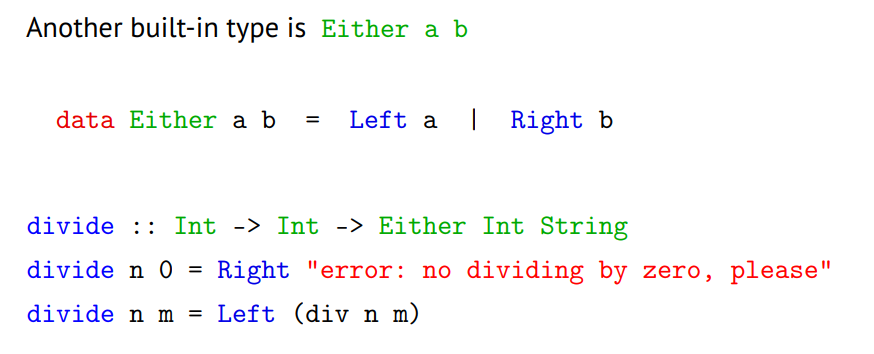 Another built-in type is Either a b
data Either a b = Left a | Right b
divide :: Int -> Int -> Either Int String
divide n 0 = Right "error: no dividing by zero, please"
divide n m = Left (div n m)